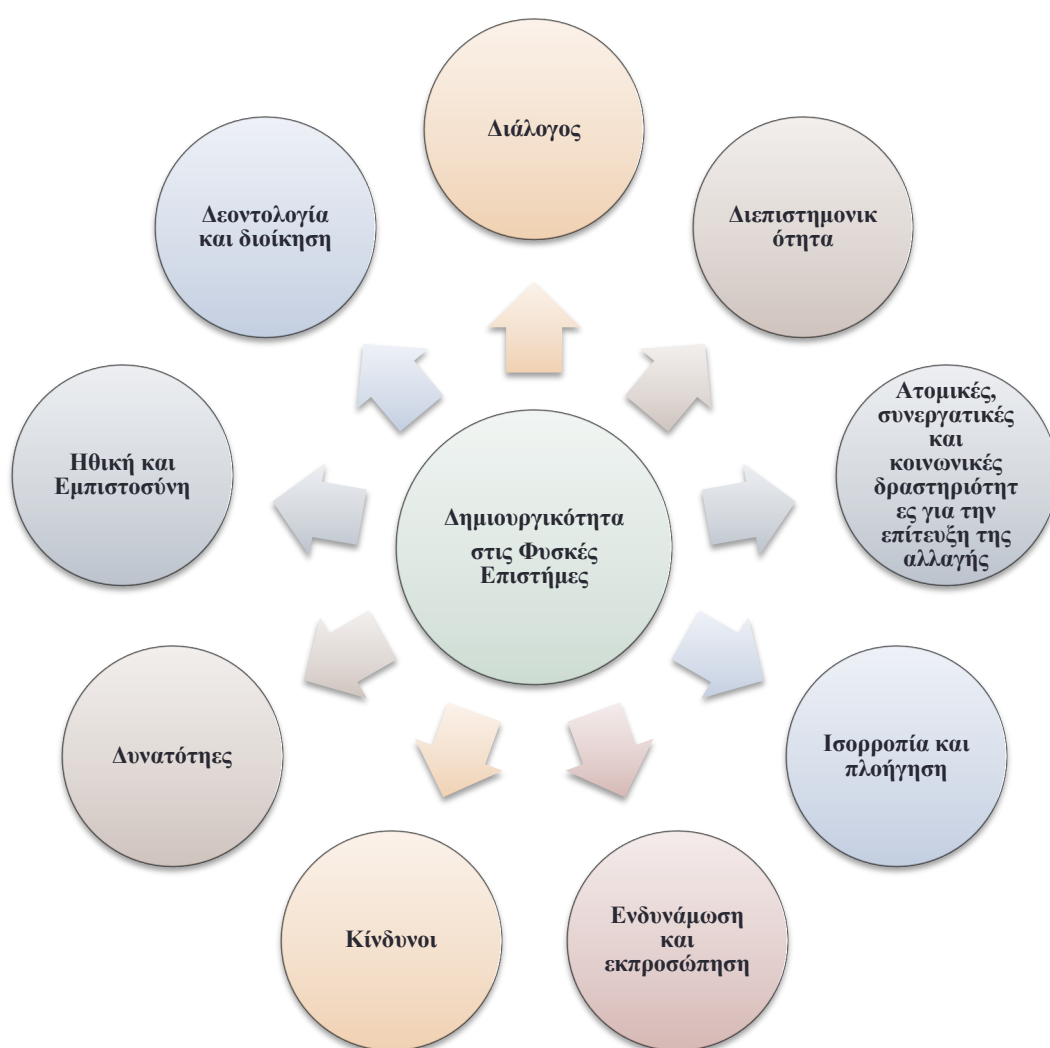 Διάλογος
Διεπιστημονικ
ότητα
Ατομικές,
συνεργατικές
και
κοινωνικές
δραστηριότητ
ες για την
επίτευξη της
αλλαγής
Ισορροπία και
πλοήγηση
Ενδυνάμωση
και
εκπροσώπηση
Κίνδυνοι
Δυνατότηες
Ηθική και
Εμπιστοσύνη
Δεοντολογία
και διοίκηση
Δημιουργικότητα
στις Φυσκές
Επιστήμες